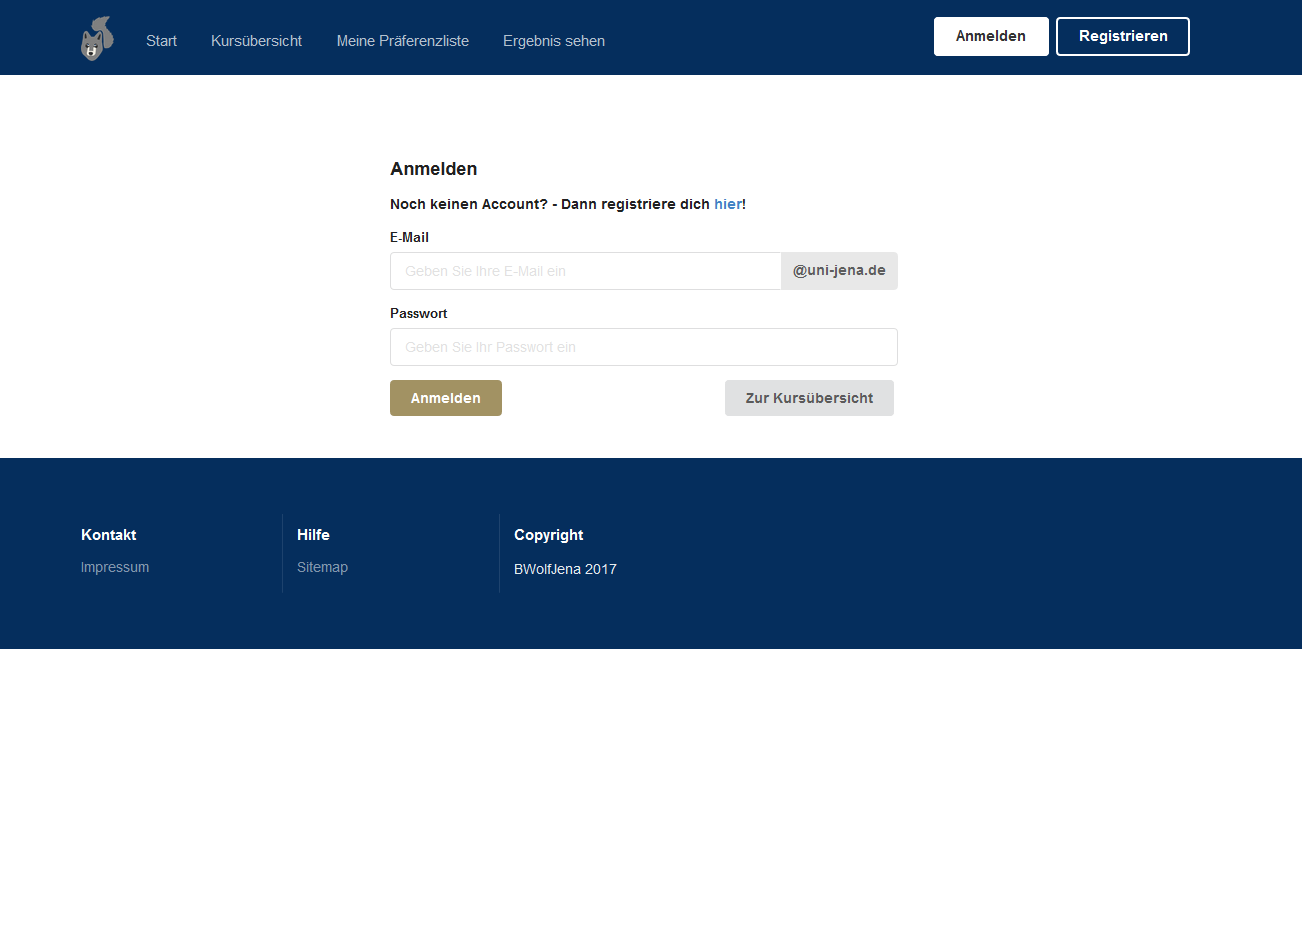 Start Kursübersicht Meine Präferenzliste Ergebnis sehen Anmelden Registrieren
Anmelden
Noch keinen Account? - Dann registriere dich hier!
E-Mail
Geben Sie Ihre E-Mail ein @uni-jena.de
Passwort
Geben Sie Ihr Passwort ein
Anmelden Zur Kursübersicht
Kontakt Hilfe Copyright
Impressum Sitemap BWolfJena 2017